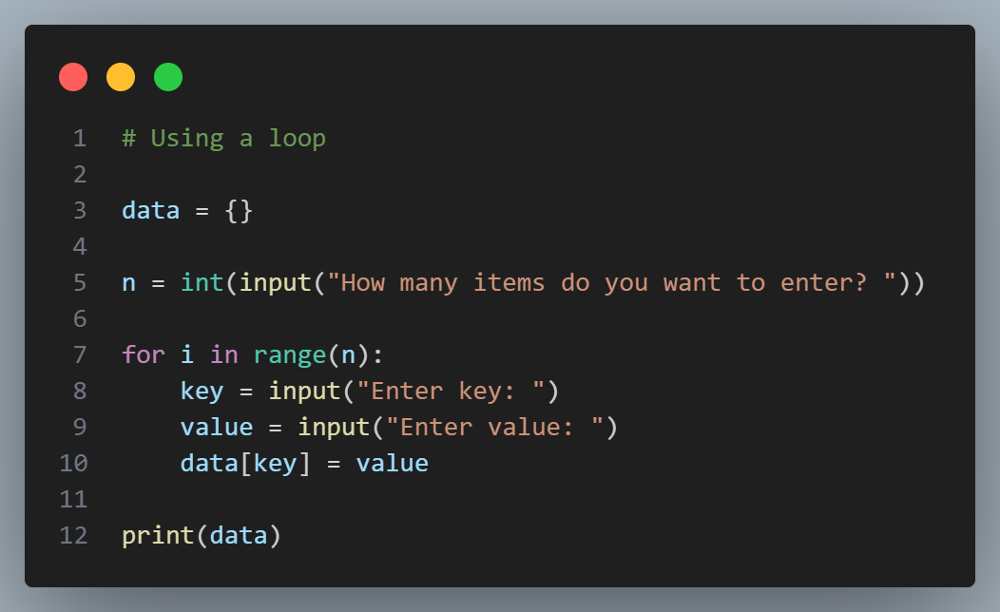 1 # Using a loop
2
3 data = {}
4
5 n = int(input("How many items do you want to enter? "))
6
7 for i in range(n):
8     key = input("Enter key: ")
9     value = input("Enter value: ")
10     data[key] = value
11
12 print(data)